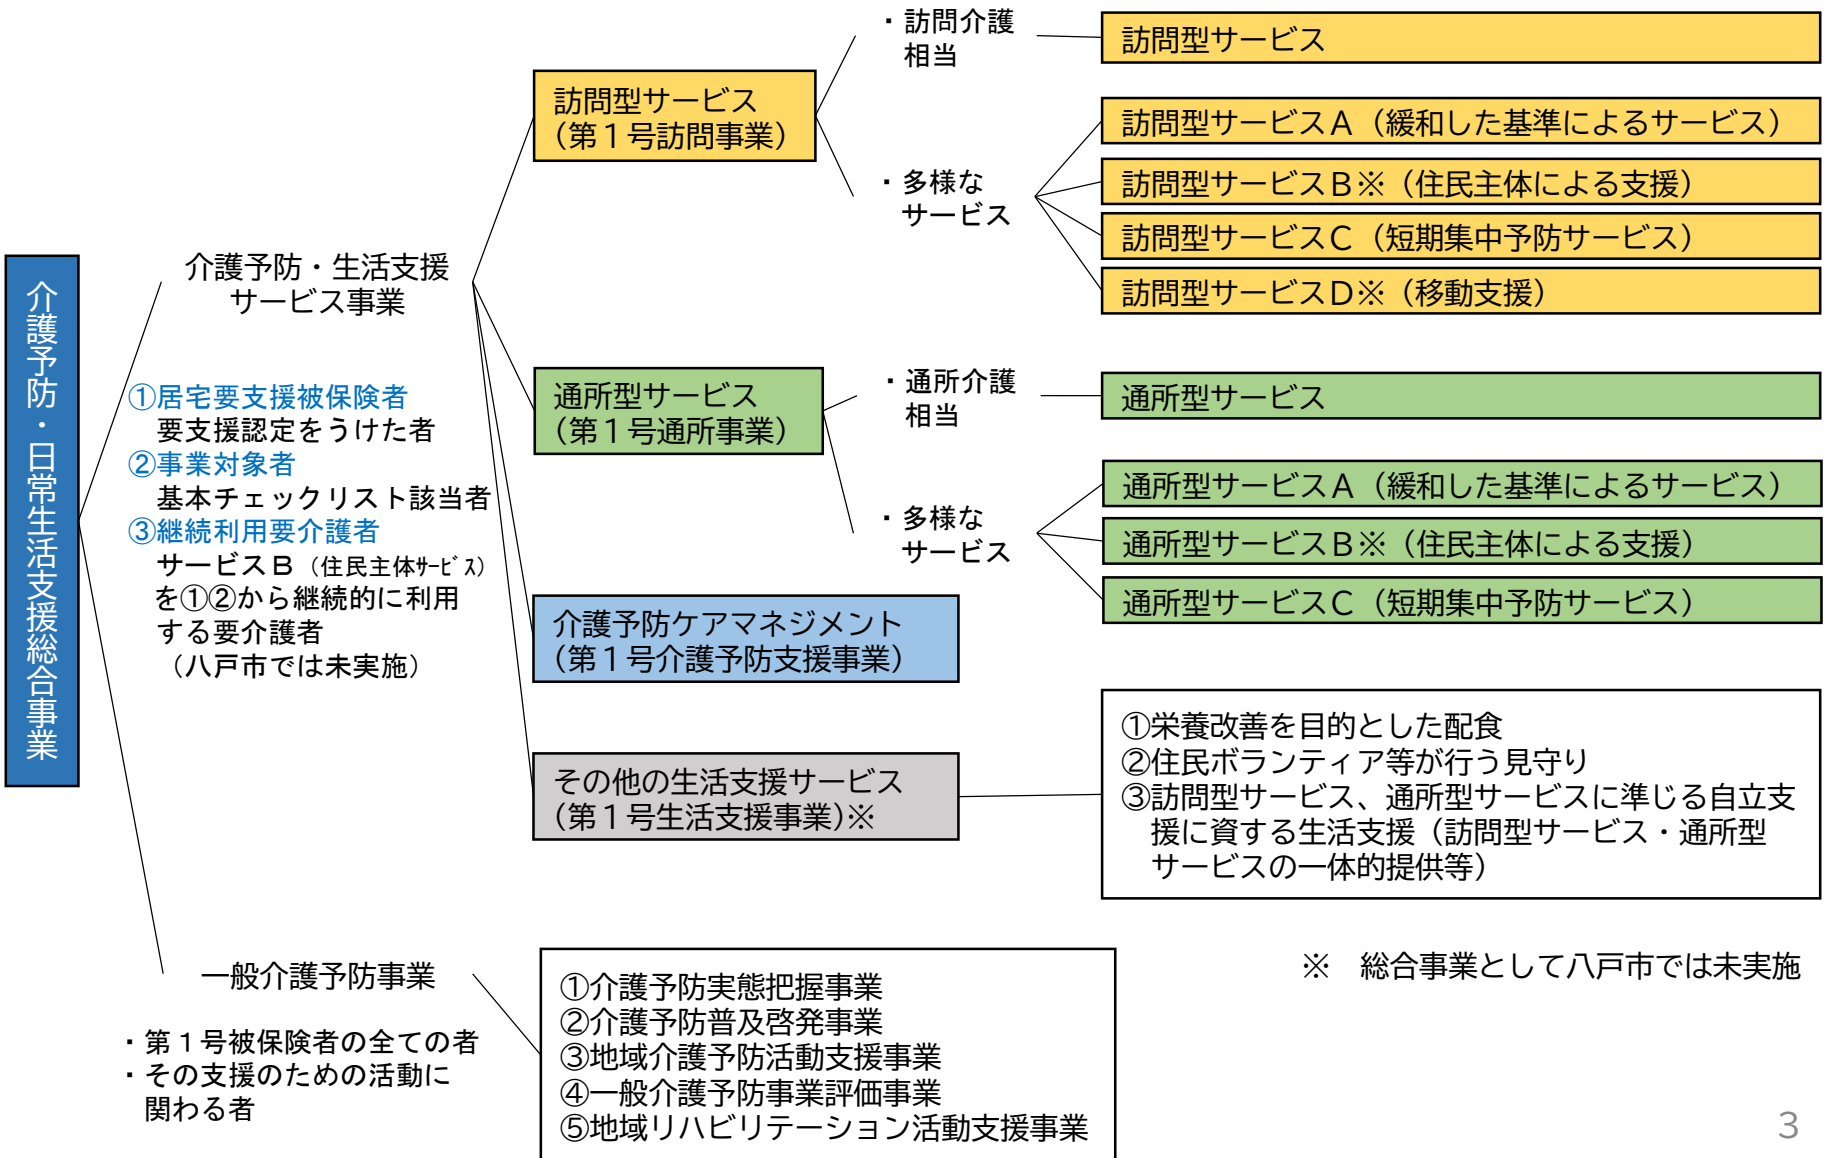 介護予防・日常生活支援総合事業
介護予防・生活支援
サービス事業
①居宅要支援被保険者
要支援認定をうけた者
②事業対象者
基本チェックリスト該当者
③継続利用要介護者
サービスB（住民主体ｻｰﾋﾞｽ）
を①②から継続的に利用
する要介護者
（八戸市では未実施）
訪問型サービス
（第１号訪問事業）
・訪問介護
相当
訪問型サービス
・多様な
サービス
訪問型サービスA（緩和した基準によるサービス）
訪問型サービスB※（住民主体による支援）
訪問型サービスC（短期集中予防サービス）
訪問型サービスD※（移動支援）
通所型サービス
（第１号通所事業）
・通所介護
相当
通所型サービス
・多様な
サービス
通所型サービスA（緩和した基準によるサービス）
通所型サービスB※（住民主体による支援）
通所型サービスC（短期集中予防サービス）
介護予防ケアマネジメント
（第１号介護予防支援事業）
その他の生活支援サービス
（第１号生活支援事業）※
①栄養改善を目的とした配食
②住民ボランティア等が行う見守り
③訪問型サービス、通所型サービスに準じる自立支
援に資する生活支援（訪問型サービス・通所型
サービスの一体的提供等）
※　総合事業として八戸市では未実施
一般介護予防事業
・第１号被保険者の全ての者
・その支援のための活動に
関わる者
①介護予防実態把握事業
②介護予防普及啓発事業
③地域介護予防活動支援事業
④一般介護予防事業評価事業
⑤地域リハビリテーション活動支援事業
3